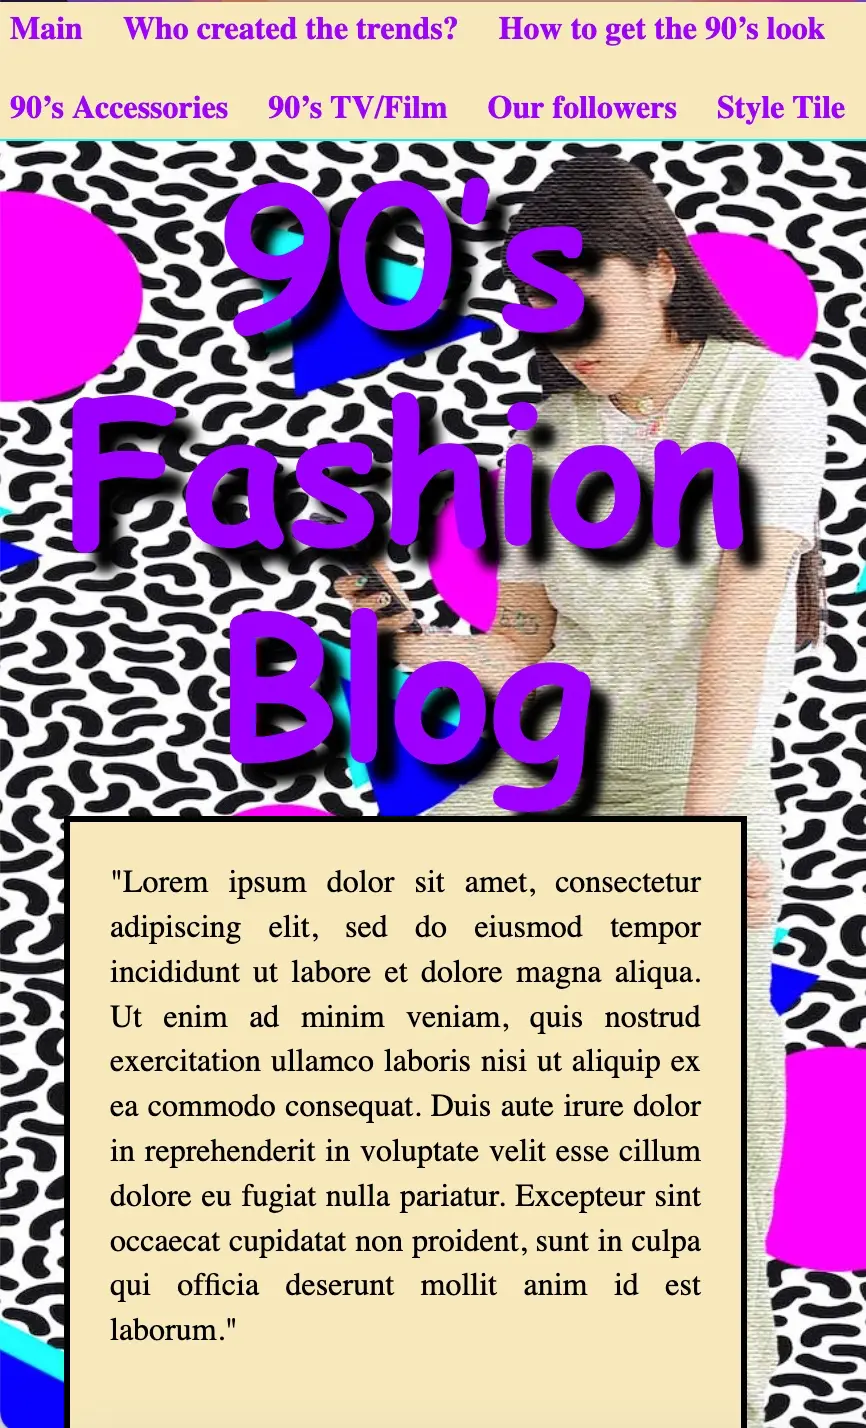 Main Who created the trends? How to get the 90’s look
90’s Accessories 90’s TV/Film Our followers Style Tile
90's
Fashion
Blog
"Lorem ipsum dolor sit amet, consectetur
adipiscing elit, sed do eiusmod tempor
incididunt ut labore et dolore magna aliqua.
Ut enim ad minim veniam, quis nostrud
exercitation ullamco laboris nisi ut aliquip ex
ea commodo consequat. Duis aute irure dolor
in reprehenderit in voluptate velit esse cillum
dolore eu fugiat nulla pariatur. Excepteur sint
occaecat cupidatat non proident, sunt in culpa
qui officia deserunt mollit anim id est
laborum."